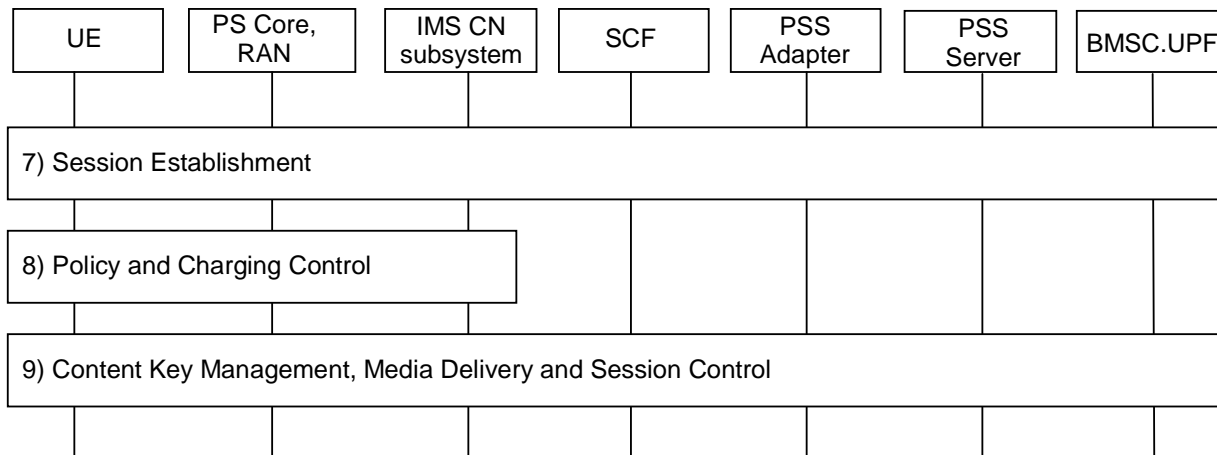 UE
PS Core,
RAN
IMS CN
subsystem
SCF
PSS
Adapter
PSS
Server
BMSC.UPF
7) Session Establishment
8) Policy and Charging Control
9) Content Key Management, Media Delivery and Session Control